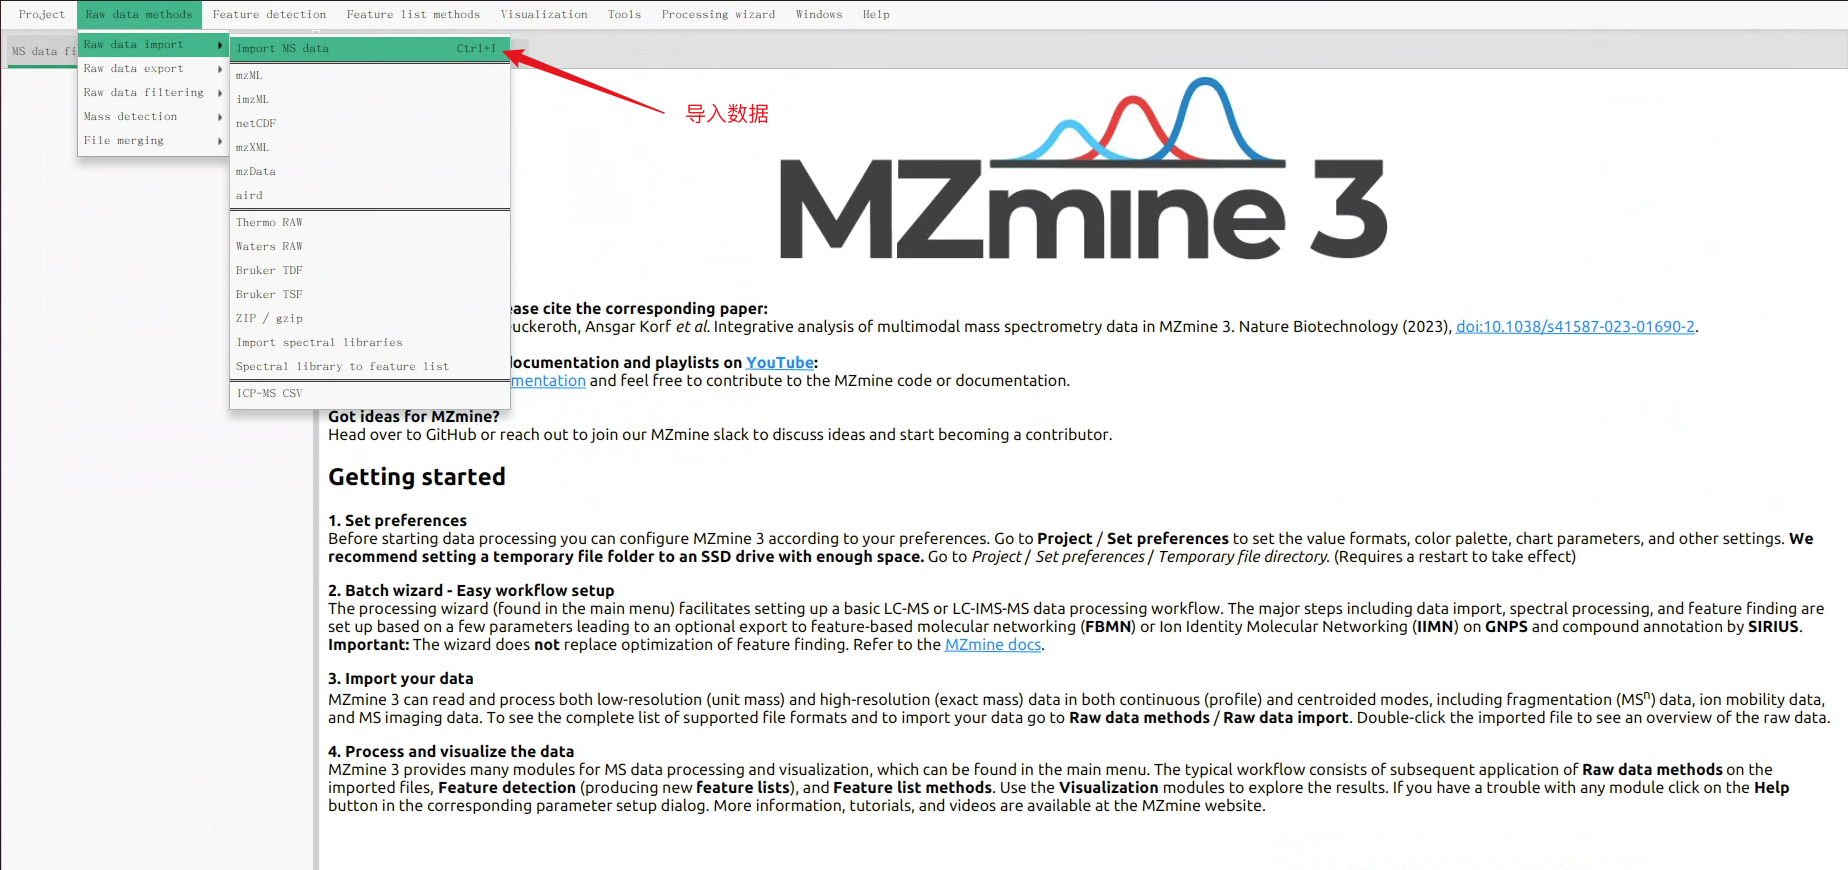 Project Raw data methods Feature detection Feature list methods Visualization Tools Processing wizard Windows Help
MS data fi
Raw data import
Raw data export
Raw data filtering
Mass detection
File merging
Import MS data Ctrl+I
mzML
imzML
netCDF
mzXML
mzData
aird
Thermo RAW
Waters RAW
Bruker TDF
Bruker TSF
ZIP / gzip
Import spectral libraries
Spectral library to feature list
ICP-MS CSV
导入数据
MZmine 3
ease cite the corresponding paper:
euckeroth, Ansgar Korf et al. Integrative analysis of multimodal mass spectrometry data in MZmine 3. Nature Biotechnology (2023), doi:10.1038/s41587-023-01690-2.
documentation and playlists on YouTube:
mentation and feel free to contribute to the MZmine code or documentation.
Got ideas for MZmine?
Head over to GitHub or reach out to join our MZmine slack to discuss ideas and start becoming a contributor.
Getting started
1. Set preferences
Before starting data processing you can configure MZmine 3 according to your preferences. Go to Project / Set preferences to set the value formats, color palette, chart parameters, and other settings. We
recommend setting a temporary file folder to an SSD drive with enough space. Go to Project / Set preferences / Temporary file directory. (Requires a restart to take effect)
2. Batch wizard - Easy workflow setup
The processing wizard (found in the main menu) facilitates setting up a basic LC-MS or LC-IMS-MS data processing workflow. The major steps including data import, spectral processing, and feature finding are
set up based on a few parameters leading to an optional export to feature-based molecular networking (FBMN) or Ion Identity Molecular Networking (IIMN) on GNPS and compound annotation by SIRIUS.
Important: The wizard does not replace optimization of feature finding. Refer to the MZmine docs.
3. Import your data
MZmine 3 can read and process both low-resolution (unit mass) and high-resolution (exact mass) data in both continuous (profile) and centroided modes, including fragmentation (MSⁿ) data, ion mobility data,
and MS imaging data. To see the complete list of supported file formats and to import your data go to Raw data methods / Raw data import. Double-click the imported file to see an overview of the raw data.
4. Process and visualize the data
MZmine 3 provides many modules for MS data processing and visualization, which can be found in the main menu. The typical workflow consists of subsequent application of Raw data methods on the
imported files, Feature detection (producing new feature lists), and Feature list methods. Use the Visualization modules to explore the results. If you have a trouble with any module click on the Help
button in the corresponding parameter setup dialog. More information, tutorials, and videos are available at the MZmine website.